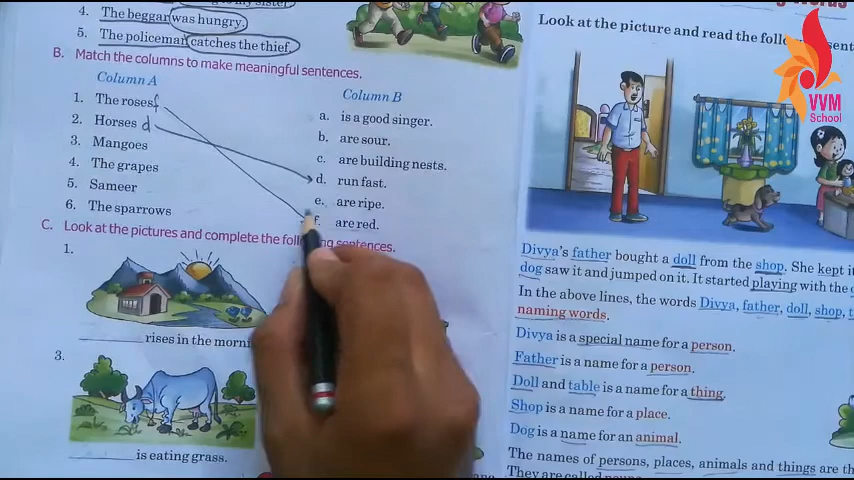 4. The beggar was hungry.
5. The policeman catches the thief.
B. Match the columns to make meaningful sentences.
Column A
1. The roses f
2. Horses d
3. Mangoes
4. The grapes
5. Sameer
6. The sparrows
Column B
a. is a good singer.
b. are sour.
c. are building nests.
d. run fast.
e. are ripe.
f. are red.
C. Look at the pictures and complete the following sentences.
1.
rises in the
3.
is eating grass.
Look at the picture and read the
VVM
School
Divya's father bought a doll from the shop. She kept
dog saw it and jumped on it. It started playing with the
In the above lines, the words Divya, father, doll, shop,
naming words.
Divya is a special name for a person.
Father is a name for a person.
Doll and table is a name for a thing.
Shop is a name for a place.
Dog is a name for an animal.
The names of persons, places, animals and things are
They are called